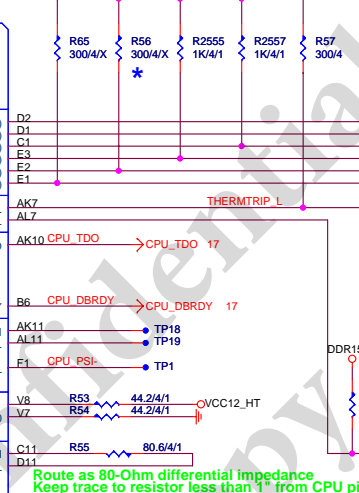 R65 R56 R2555 R2557 R57
300/4/X 300/4/X 1K/4/1 1K/4/1 300/4
*
D2
D1
C1
E3
E2
E1
AK7 THERMTRIP_L
AL7
AK10 CPU_TDO CPU_TDO 17
B6 CPU_DBRDY CPU_DBRDY 17
AK11 TP18
AL11 TP19
F1 CPU_PSI- TP1
DDR15
V8 R53 44.2/4/1 VCC12_HT
V7 R54 44.2/4/1
C11 R55 80.6/4/1
D11
Route as 80-Ohm differential impedance
Keep trace to resistor less than 1" from CPU